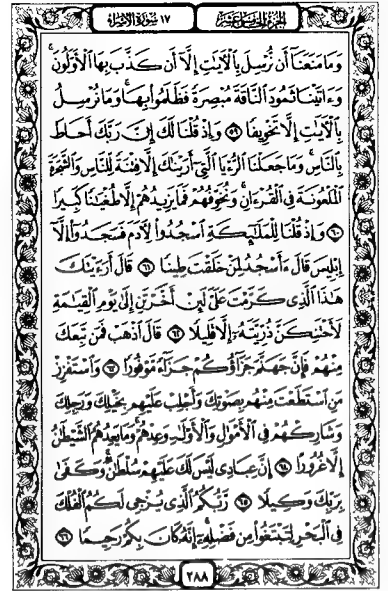 الجزء الخامس عشر
١٧ سورة الإسراء
وَمَا مَنَعَنَآ أَن نُّرْسِلَ بِٱلْـَٔايَٰتِ إِلَّآ أَن كَذَّبَ بِهَا ٱلْأَوَّلُونَۚ
وَءَاتَيْنَا ثَمُودَ ٱلنَّاقَةَ مُبْصِرَةً فَظَلَمُوا۟ بِهَاۚ وَمَا نُرْسِلُ
بِٱلْـَٔايَٰتِ إِلَّا تَخْوِيفًا ٥٩ وَإِذْ قُلْنَا لَكَ إِنَّ رَبَّكَ أَحَاطَ
بِٱلنَّاسِۚ وَمَا جَعَلْنَا ٱلرُّءْيَا ٱلَّتِىٓ أَرَيْنَٰكَ إِلَّا فِتْنَةً لِّلنَّاسِ وَٱلشَّجَرَةَ
ٱلْمَلْعُونَةَ فِى ٱلْقُرْءَانِۚ وَنُخَوِّفُهُمْ فَمَا يَزِيدُهُمْ إِلَّا طُغْيَٰنًا كَبِيرًا
٦٠ وَإِذْ قُلْنَا لِلْمَلَٰٓئِكَةِ ٱسْجُدُوا۟ لِـَٔادَمَ فَسَجَدُوٓا۟ إِلَّآ
إِبْلِيسَ قَالَ ءَأَسْجُدُ لِمَنْ خَلَقْتَ طِينًا ٦١ قَالَ أَرَءَيْتَكَ
هَٰذَا ٱلَّذِى كَرَّمْتَ عَلَىَّ لَئِنْ أَخَّرْتَنِ إِلَىٰ يَوْمِ ٱلْقِيَٰمَةِ
لَأَحْتَنِكَنَّ ذُرِّيَّتَهُۥٓ إِلَّا قَلِيلًا ٦٢ قَالَ ٱذْهَبْ فَمَن تَبِعَكَ
مِنْهُمْ فَإِنَّ جَهَنَّمَ جَزَآؤُكُمْ جَزَآءً مَّوْفُورًا ٦٣ وَٱسْتَفْزِزْ
مَنِ ٱسْتَطَعْتَ مِنْهُم بِصَوْتِكَ وَأَجْلِبْ عَلَيْهِم بِخَيْلِكَ وَرَجِلِكَ
وَشَارِكْهُمْ فِى ٱلْأَمْوَٰلِ وَٱلْأَوْلَٰدِ وَعِدْهُمْۚ وَمَا يَعِدُهُمُ ٱلشَّيْطَٰنُ
إِلَّا غُرُورًا ٦٤ إِنَّ عِبَادِى لَيْسَ لَكَ عَلَيْهِمْ سُلْطَٰنٌۚ وَكَفَىٰ
بِرَبِّكَ وَكِيلًا ٦٥ رَّبُّكُمُ ٱلَّذِى يُزْجِى لَكُمُ ٱلْفُلْكَ
فِى ٱلْبَحْرِ لِتَبْتَغُوا۟ مِن فَضْلِهِۦٓۚ إِنَّهُۥ كَانَ بِكُمْ رَحِيمًا ٦٦
٢٨٨